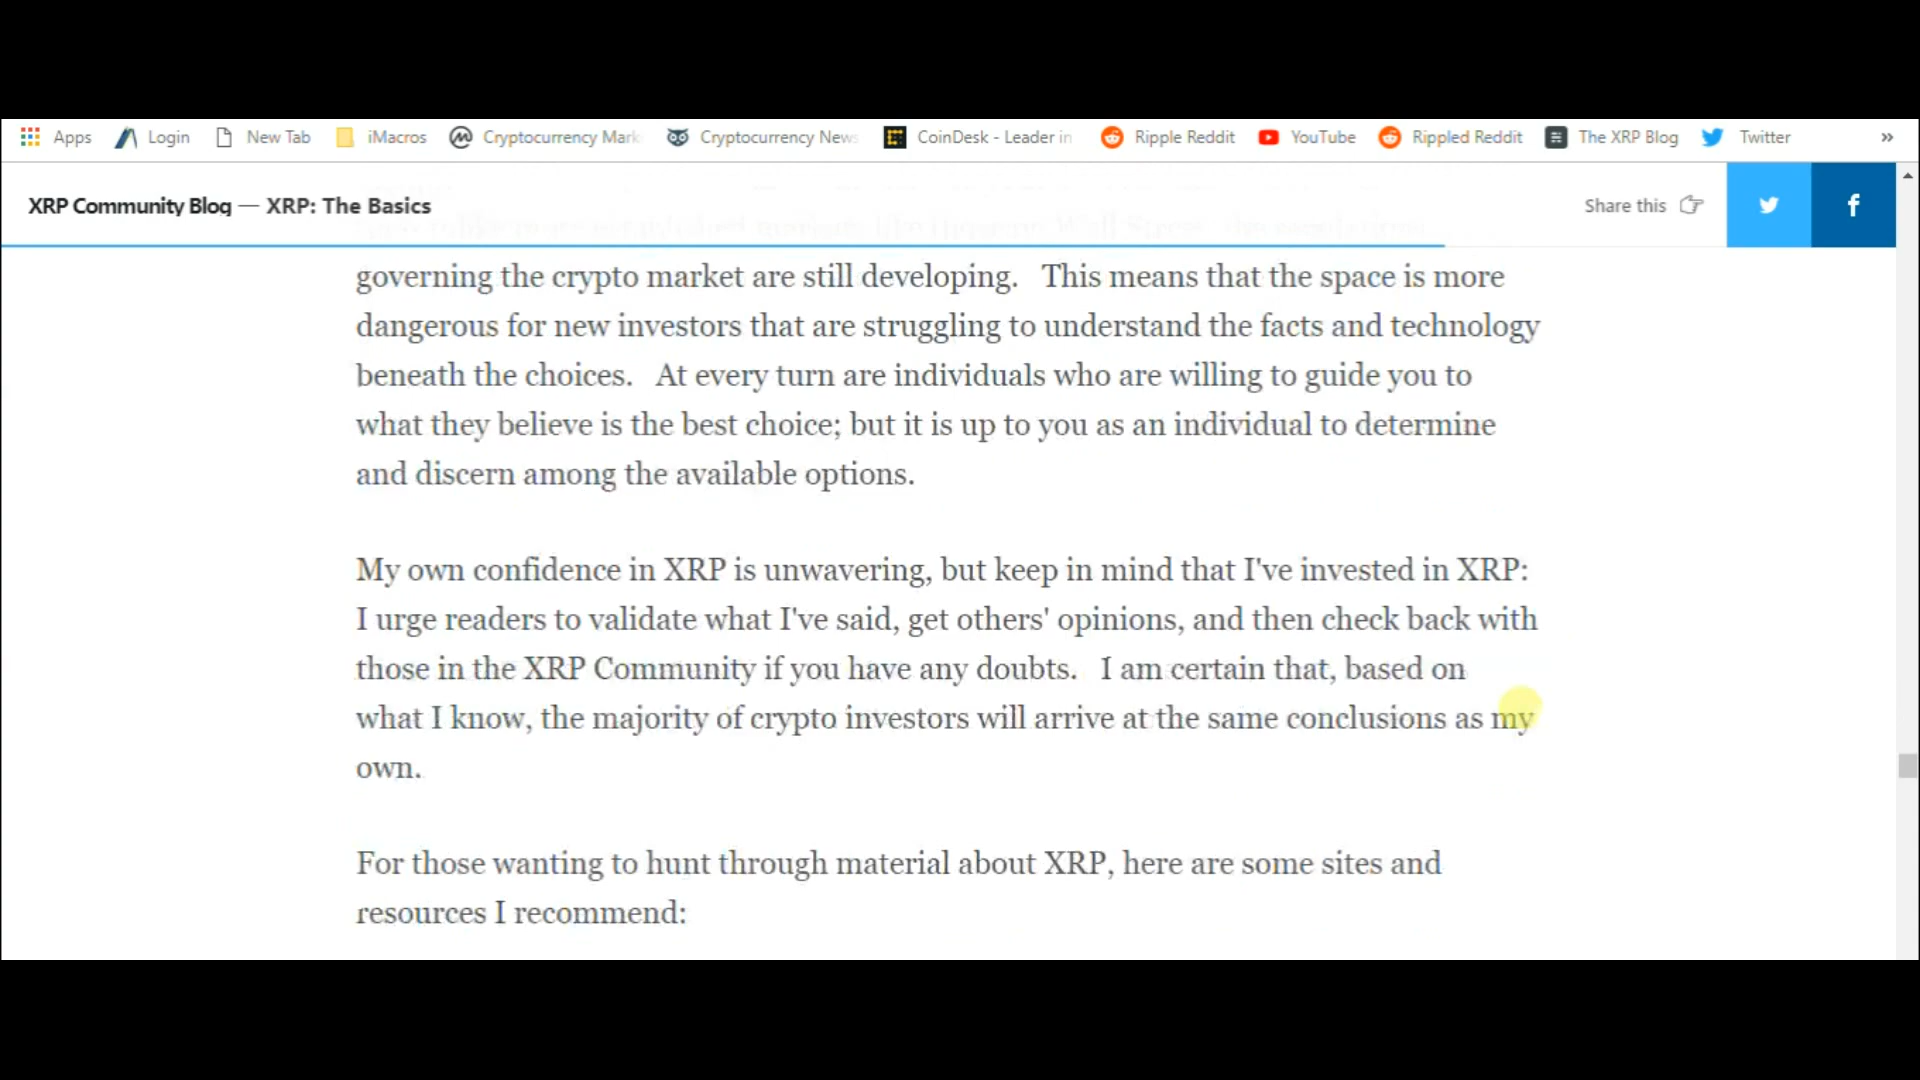 Apps Login New Tab iMacros Cryptocurrency Mark Cryptocurrency News CoinDesk - Leader in Ripple Reddit YouTube Rippled Reddit The XRP Blog Twitter »
XRP Community Blog — XRP: The Basics Share this
governing the crypto market are still developing. This means that the space is more
dangerous for new investors that are struggling to understand the facts and technology
beneath the choices. At every turn are individuals who are willing to guide you to
what they believe is the best choice; but it is up to you as an individual to determine
and discern among the available options.
My own confidence in XRP is unwavering, but keep in mind that I've invested in XRP:
I urge readers to validate what I've said, get others' opinions, and then check back with
those in the XRP Community if you have any doubts. I am certain that, based on
what I know, the majority of crypto investors will arrive at the same conclusions as my
own.
For those wanting to hunt through material about XRP, here are some sites and
resources I recommend: